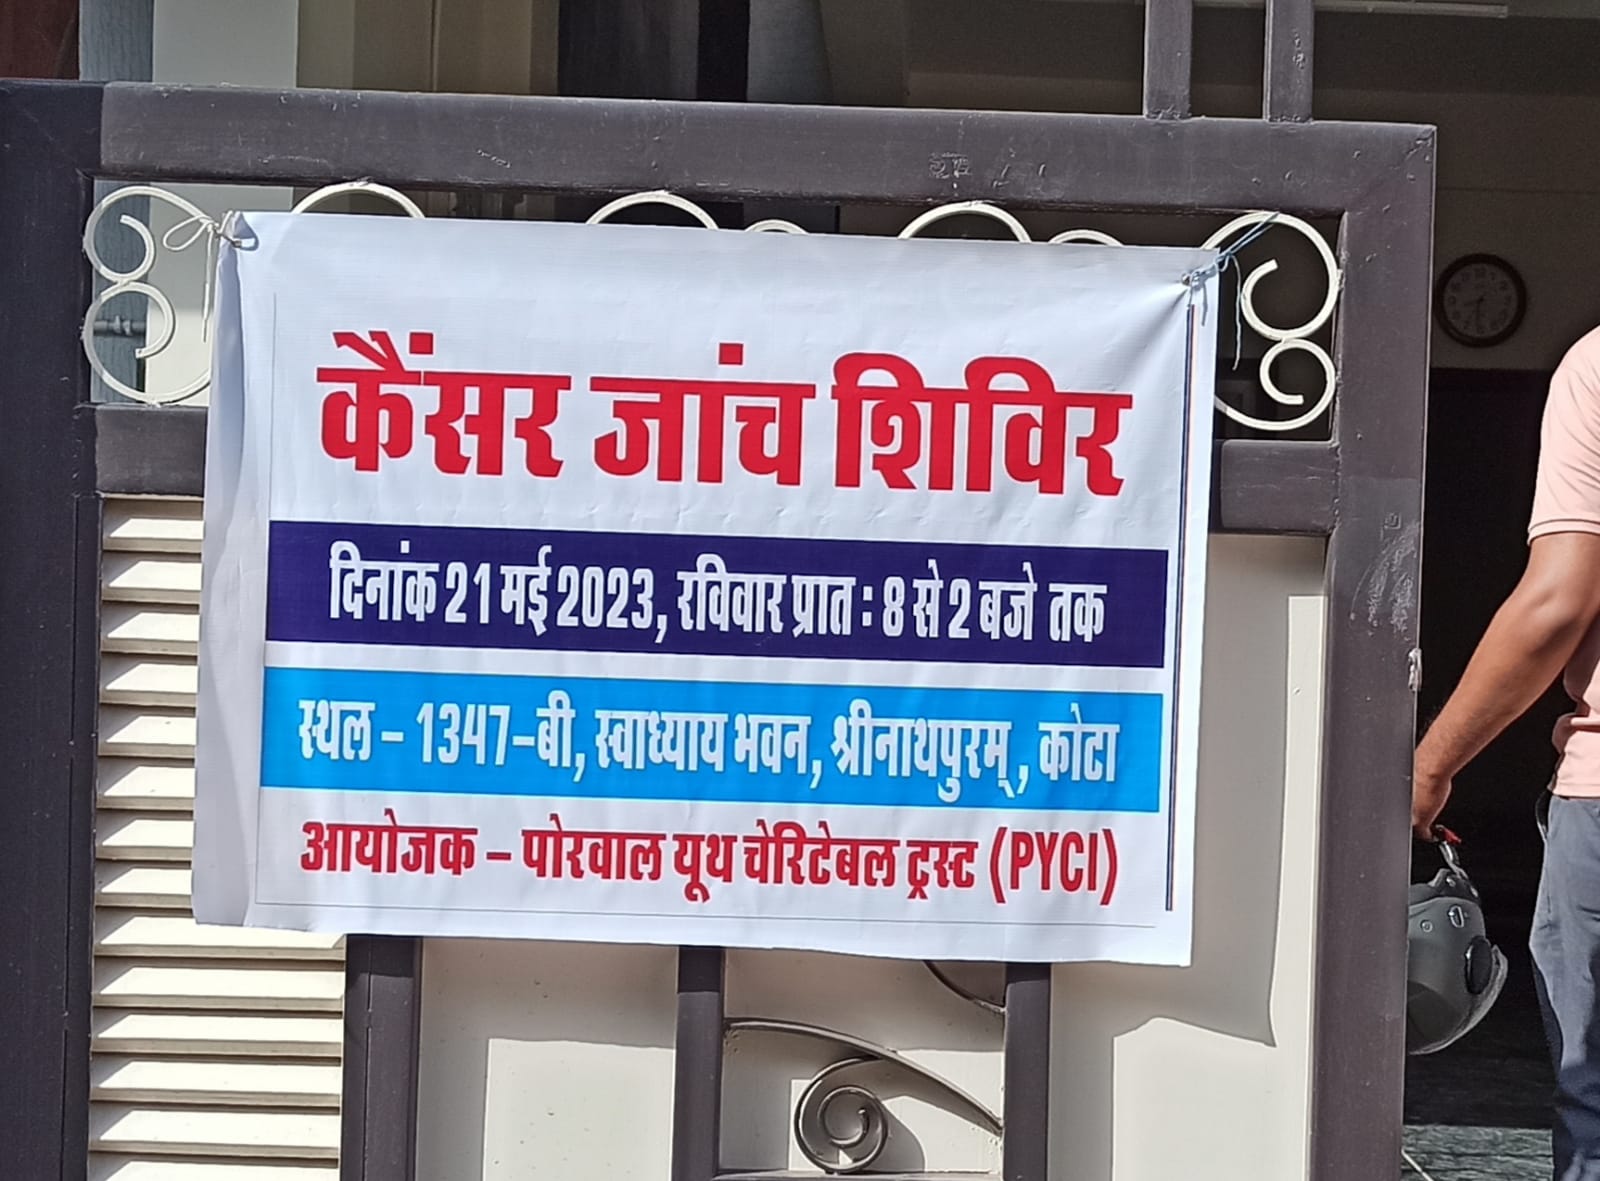 कैंसर जांच शिविर
दिनांक 21 मई 2023, रविवार प्रात : 8 से 2 बजे तक
स्थल – 1347-बी, स्वाध्याय भवन, श्रीनाथपुरम् , कोटा
आयोजक – पोरवाल यूथ चेरिटेबल ट्रस्ट (PYCI)